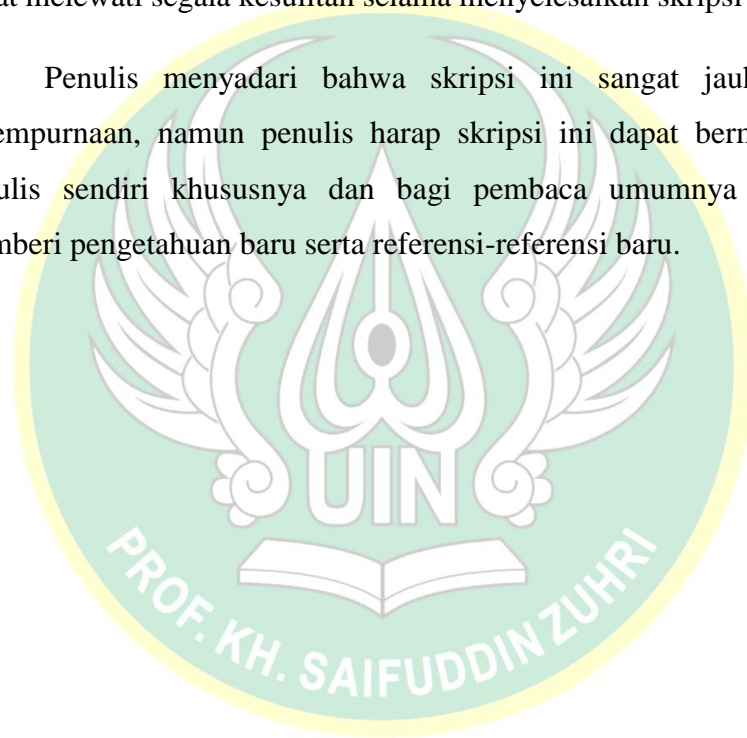 at melewati segala kesulitan selama menyelesaikan skripsi
Penulis menyadari bahwa skripsi ini sangat jauh
empurnaan, namun penulis harap skripsi ini dapat
ulis sendiri khususnya dan bagi pembaca umumnya
mberi pengetahuan baru serta referensi-referensi baru.
UIN
PROF. KH. SAIFUDDIN ZUHRI